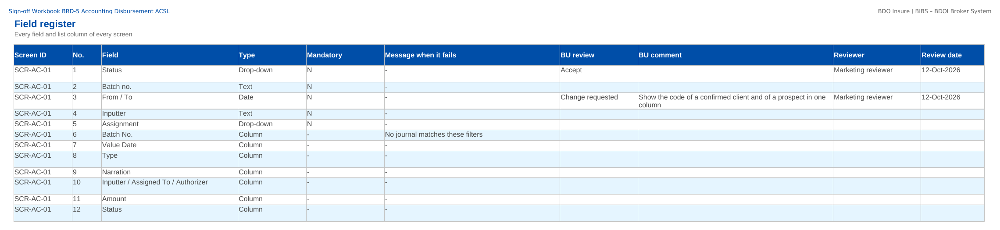 Sign-off Workbook BRD-5 Accounting Disbursement ACSL
BDO Insure | BIBS – BDOI Broker System
Field register
Every field and list column of every screen
Screen ID No. Field Type Mandatory Message when it fails BU review BU comment Reviewer Review date
SCR-AC-01 1 Status Drop-down N - Accept Marketing reviewer 12-Oct-2026
SCR-AC-01 2 Batch no. Text N -
SCR-AC-01 3 From / To Date N - Change requested Show the code of a confirmed client and of a prospect in one Marketing reviewer 12-Oct-2026
column
SCR-AC-01 4 Inputter Text N -
SCR-AC-01 5 Assignment Drop-down N -
SCR-AC-01 6 Batch No. Column - No journal matches these filters
SCR-AC-01 7 Value Date Column - -
SCR-AC-01 8 Type Column - -
SCR-AC-01 9 Narration Column - -
SCR-AC-01 10 Inputter / Assigned To / Authorizer Column - -
SCR-AC-01 11 Amount Column - -
SCR-AC-01 12 Status Column - -